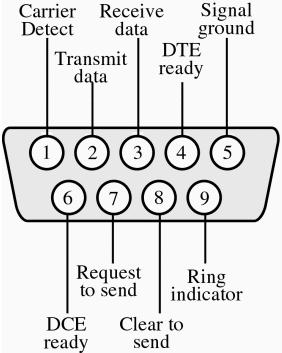 Carrier
Detect
Receive
data
Signal
ground
Transmit
data
DTE
ready
1 2 3 4 5
6 7 8 9
Request
to send
Ring
indicator
DCE
ready
Clear to
send